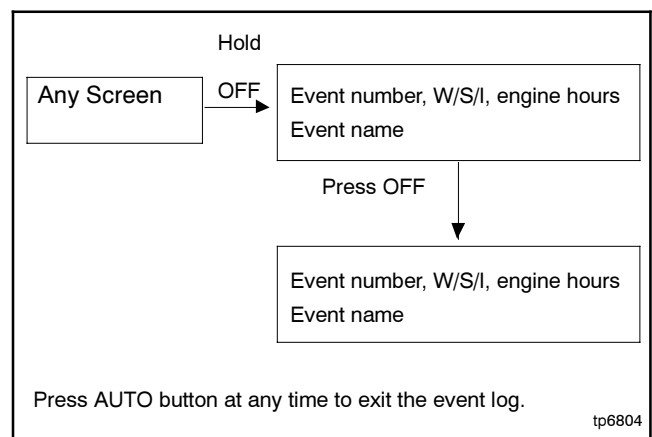 Hold
Any Screen
OFF
Event number, W/S/I, engine hours
Event name
Press OFF
Event number, W/S/I, engine hours
Event name
Press AUTO button at any time to exit the event log.
tp6804